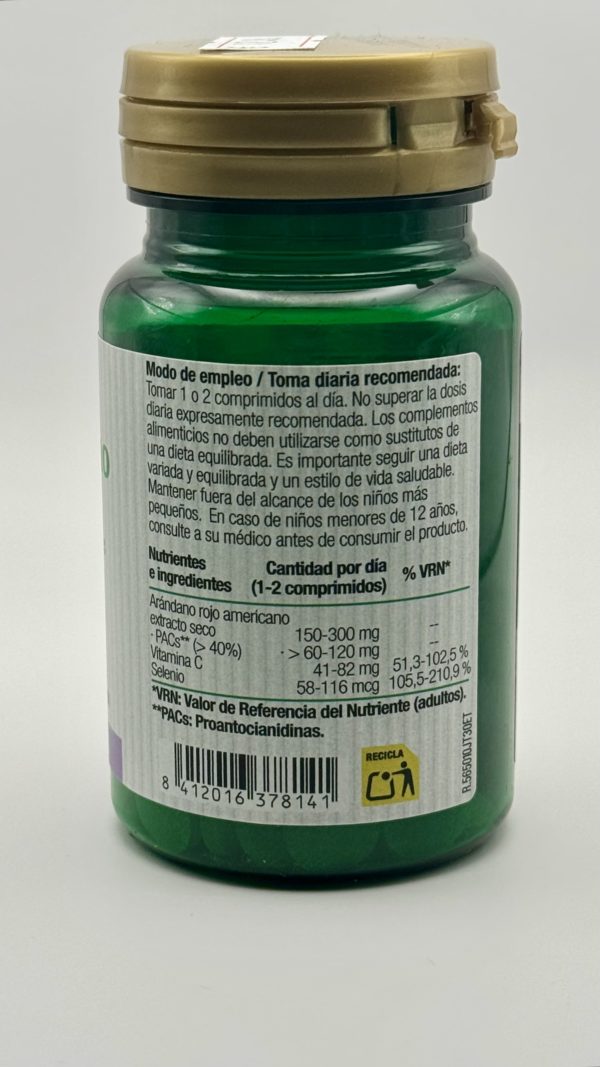 Modo de empleo / Toma diaria recomendada:
Tomar 1 o 2 comprimidos al día. No superar la dosis
diaria expresamente recomendada. Los complementos
alimenticios no deben utilizarse como sustitutos de
una dieta equilibrada. Es importante seguir una dieta
variada y equilibrada y un estilo de vida saludable.
Mantener fuera del alcance de los niños más
pequeños. En caso de niños menores de 12 años,
consulte a su médico antes de consumir el producto.
Nutrientes e ingredientes Cantidad por día (1-2 comprimidos) % VRN*
Arándano rojo americano
extracto seco 150-300 mg --
· PACs** (> 40%) · > 60-120 mg --
Vitamina C 41-82 mg 51,3-102,5 %
Selenio 58-116 mcg 105,5-210,9 %
*VRN: Valor de Referencia del Nutriente (adultos).
**PACs: Proantocianidinas.
8 412016 378141
RECICLA
R.565010JT30ET